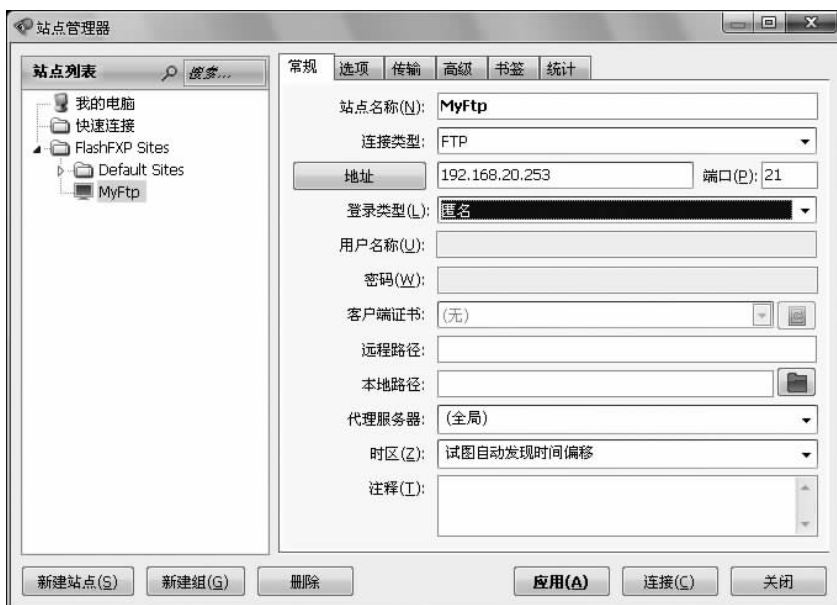 站点管理器
站点列表 搜索...
我的电脑
快速连接
FlashFXP Sites
Default Sites
MyFtp
常规 选项 传输 高级 书签 统计
站点名称(N): MyFtp
连接类型: FTP
地址 192.168.20.253 端口(P): 21
登录类型(L): 匿名
用户名称(U):
密码(W):
客户端证书: (无)
远程路径:
本地路径:
代理服务器: (全局)
时区(Z): 试图自动发现时间偏移
注释(T):
新建站点(S) 新建组(G) 删除 应用(A) 连接(C) 关闭